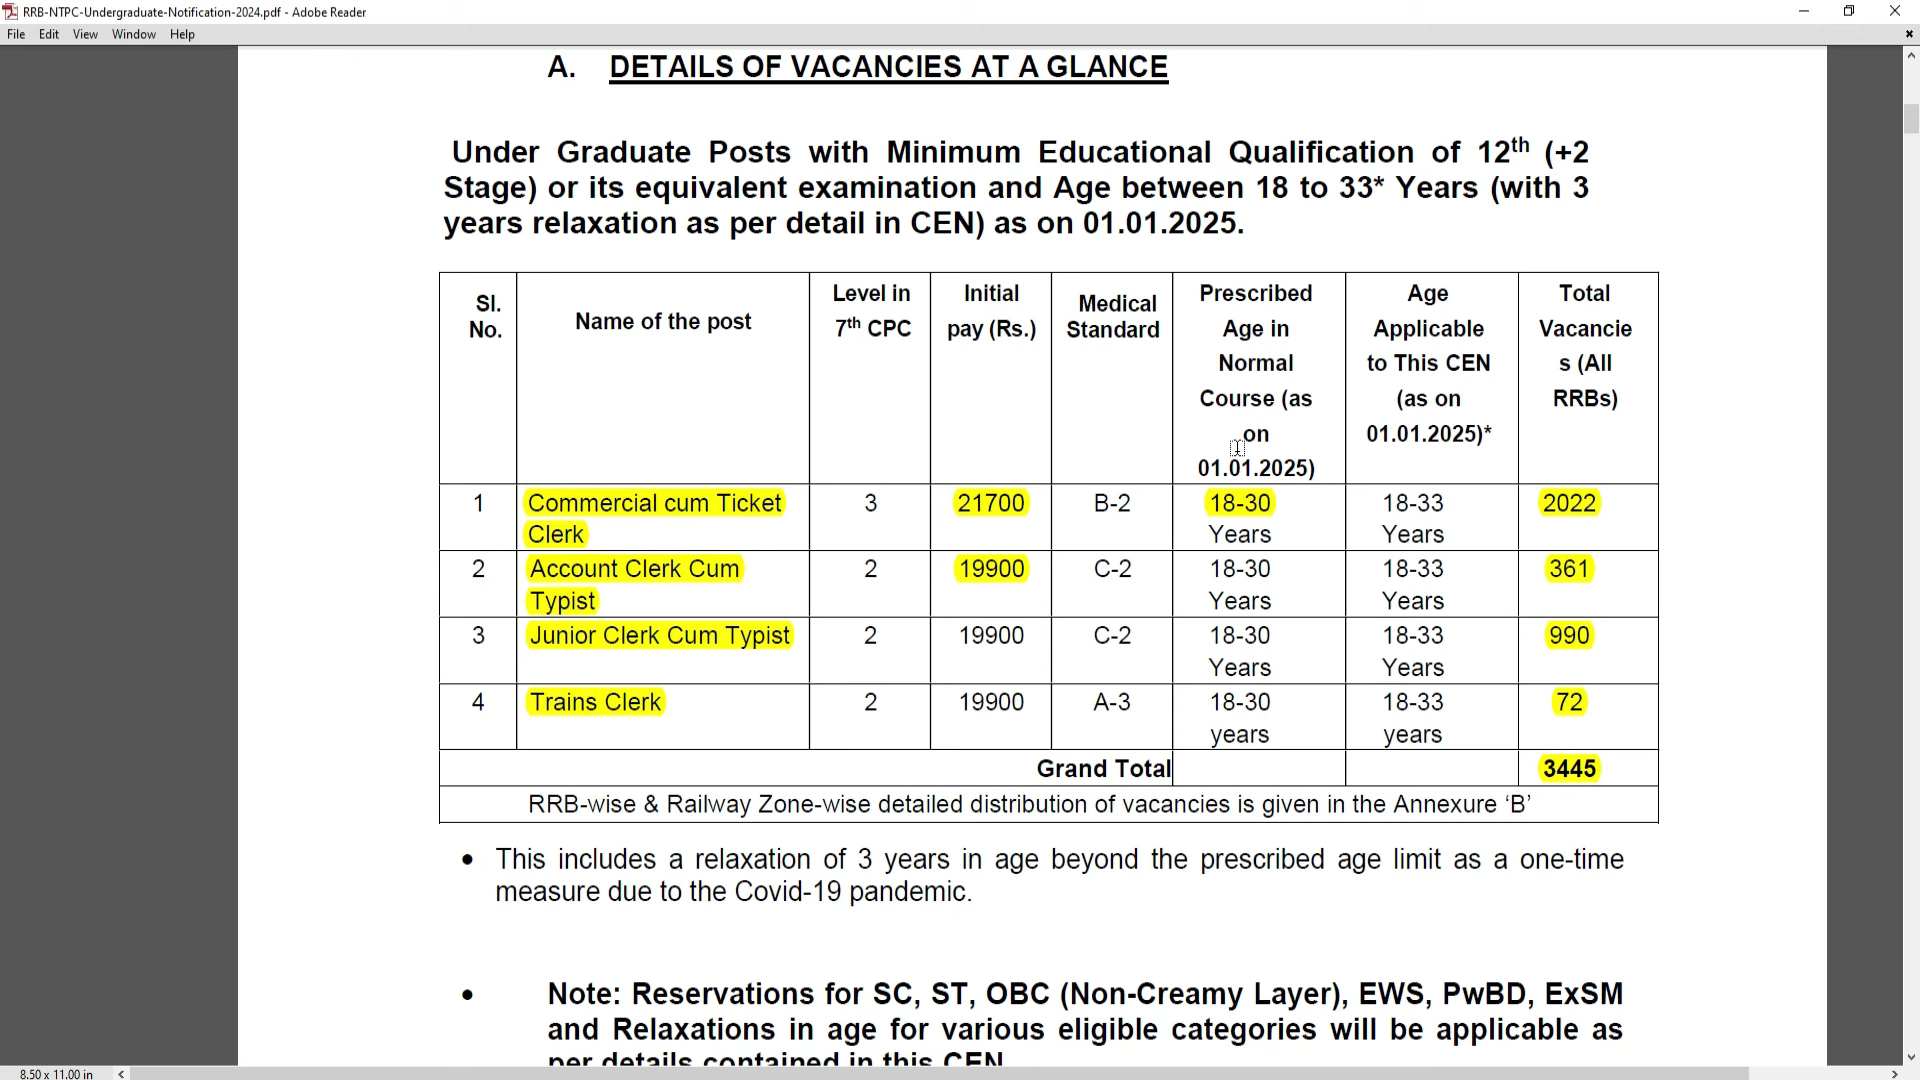 RRB-NTPC-Undergraduate-Notification-2024.pdf - Adobe Reader
File Edit View Window Help
A. DETAILS OF VACANCIES AT A GLANCE
Under Graduate Posts with Minimum Educational Qualification of 12th (+2
Stage) or its equivalent examination and Age between 18 to 33* Years (with 3
years relaxation as per detail in CEN) as on 01.01.2025.
Sl.
No.
Name of the post
Level in
7th CPC
Initial
pay (Rs.)
Medical
Standard
Prescribed
Age in
Normal
Course (as
on
01.01.2025)
Age
Applicable
to This CEN
(as on
01.01.2025)*
Total
Vacancie
s (All
RRBs)
1 Commercial cum Ticket 3 21700 B-2 18-30 18-33 2022
Clerk Years Years
2 Account Clerk Cum 2 19900 C-2 18-30 18-33 361
Typist Years Years
3 Junior Clerk Cum Typist 2 19900 C-2 18-30 18-33 990
Years Years
4 Trains Clerk 2 19900 A-3 18-30 18-33 72
years years
Grand Total 3445
RRB-wise & Railway Zone-wise detailed distribution of vacancies is given in the Annexure ‘B’
• This includes a relaxation of 3 years in age beyond the prescribed age limit as a one-time
measure due to the Covid-19 pandemic.
• Note: Reservations for SC, ST, OBC (Non-Creamy Layer), EWS, PwBD, ExSM
and Relaxations in age for various eligible categories will be applicable as
per details contained in this CEN
8.50 x 11.00 in